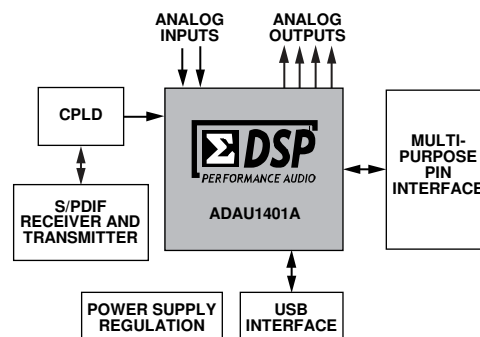 ANALOG
INPUTS
ANALOG
OUTPUTS
CPLD
ΣDSP
PERFORMANCE AUDIO
ADAU1401A
MULTI-
PURPOSE
PIN
INTERFACE
S/PDIF
RECEIVER AND
TRANSMITTER
POWER SUPPLY
REGULATION
USB
INTERFACE